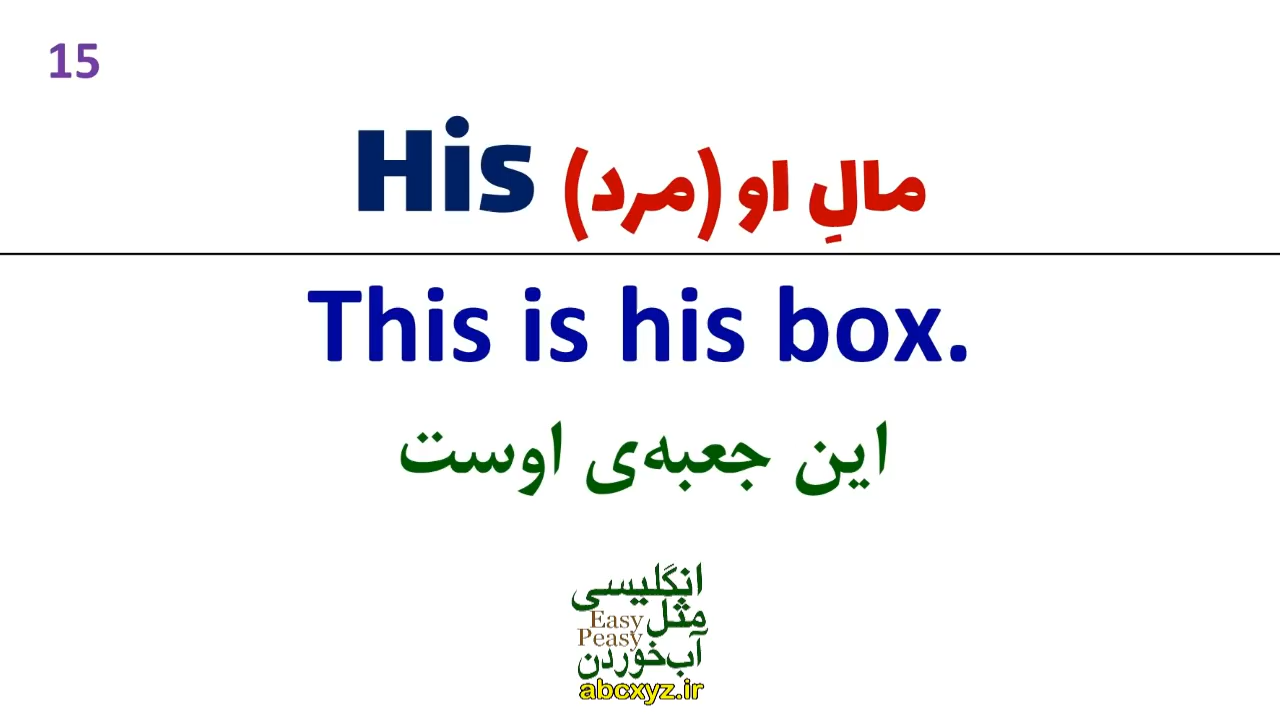 15
His مالِ او (مرد)
This is his box.
این جعبه‌ی اوست
انگلیسی
مثل Easy
Peasy
آب‌خوردن
abcxyz.ir